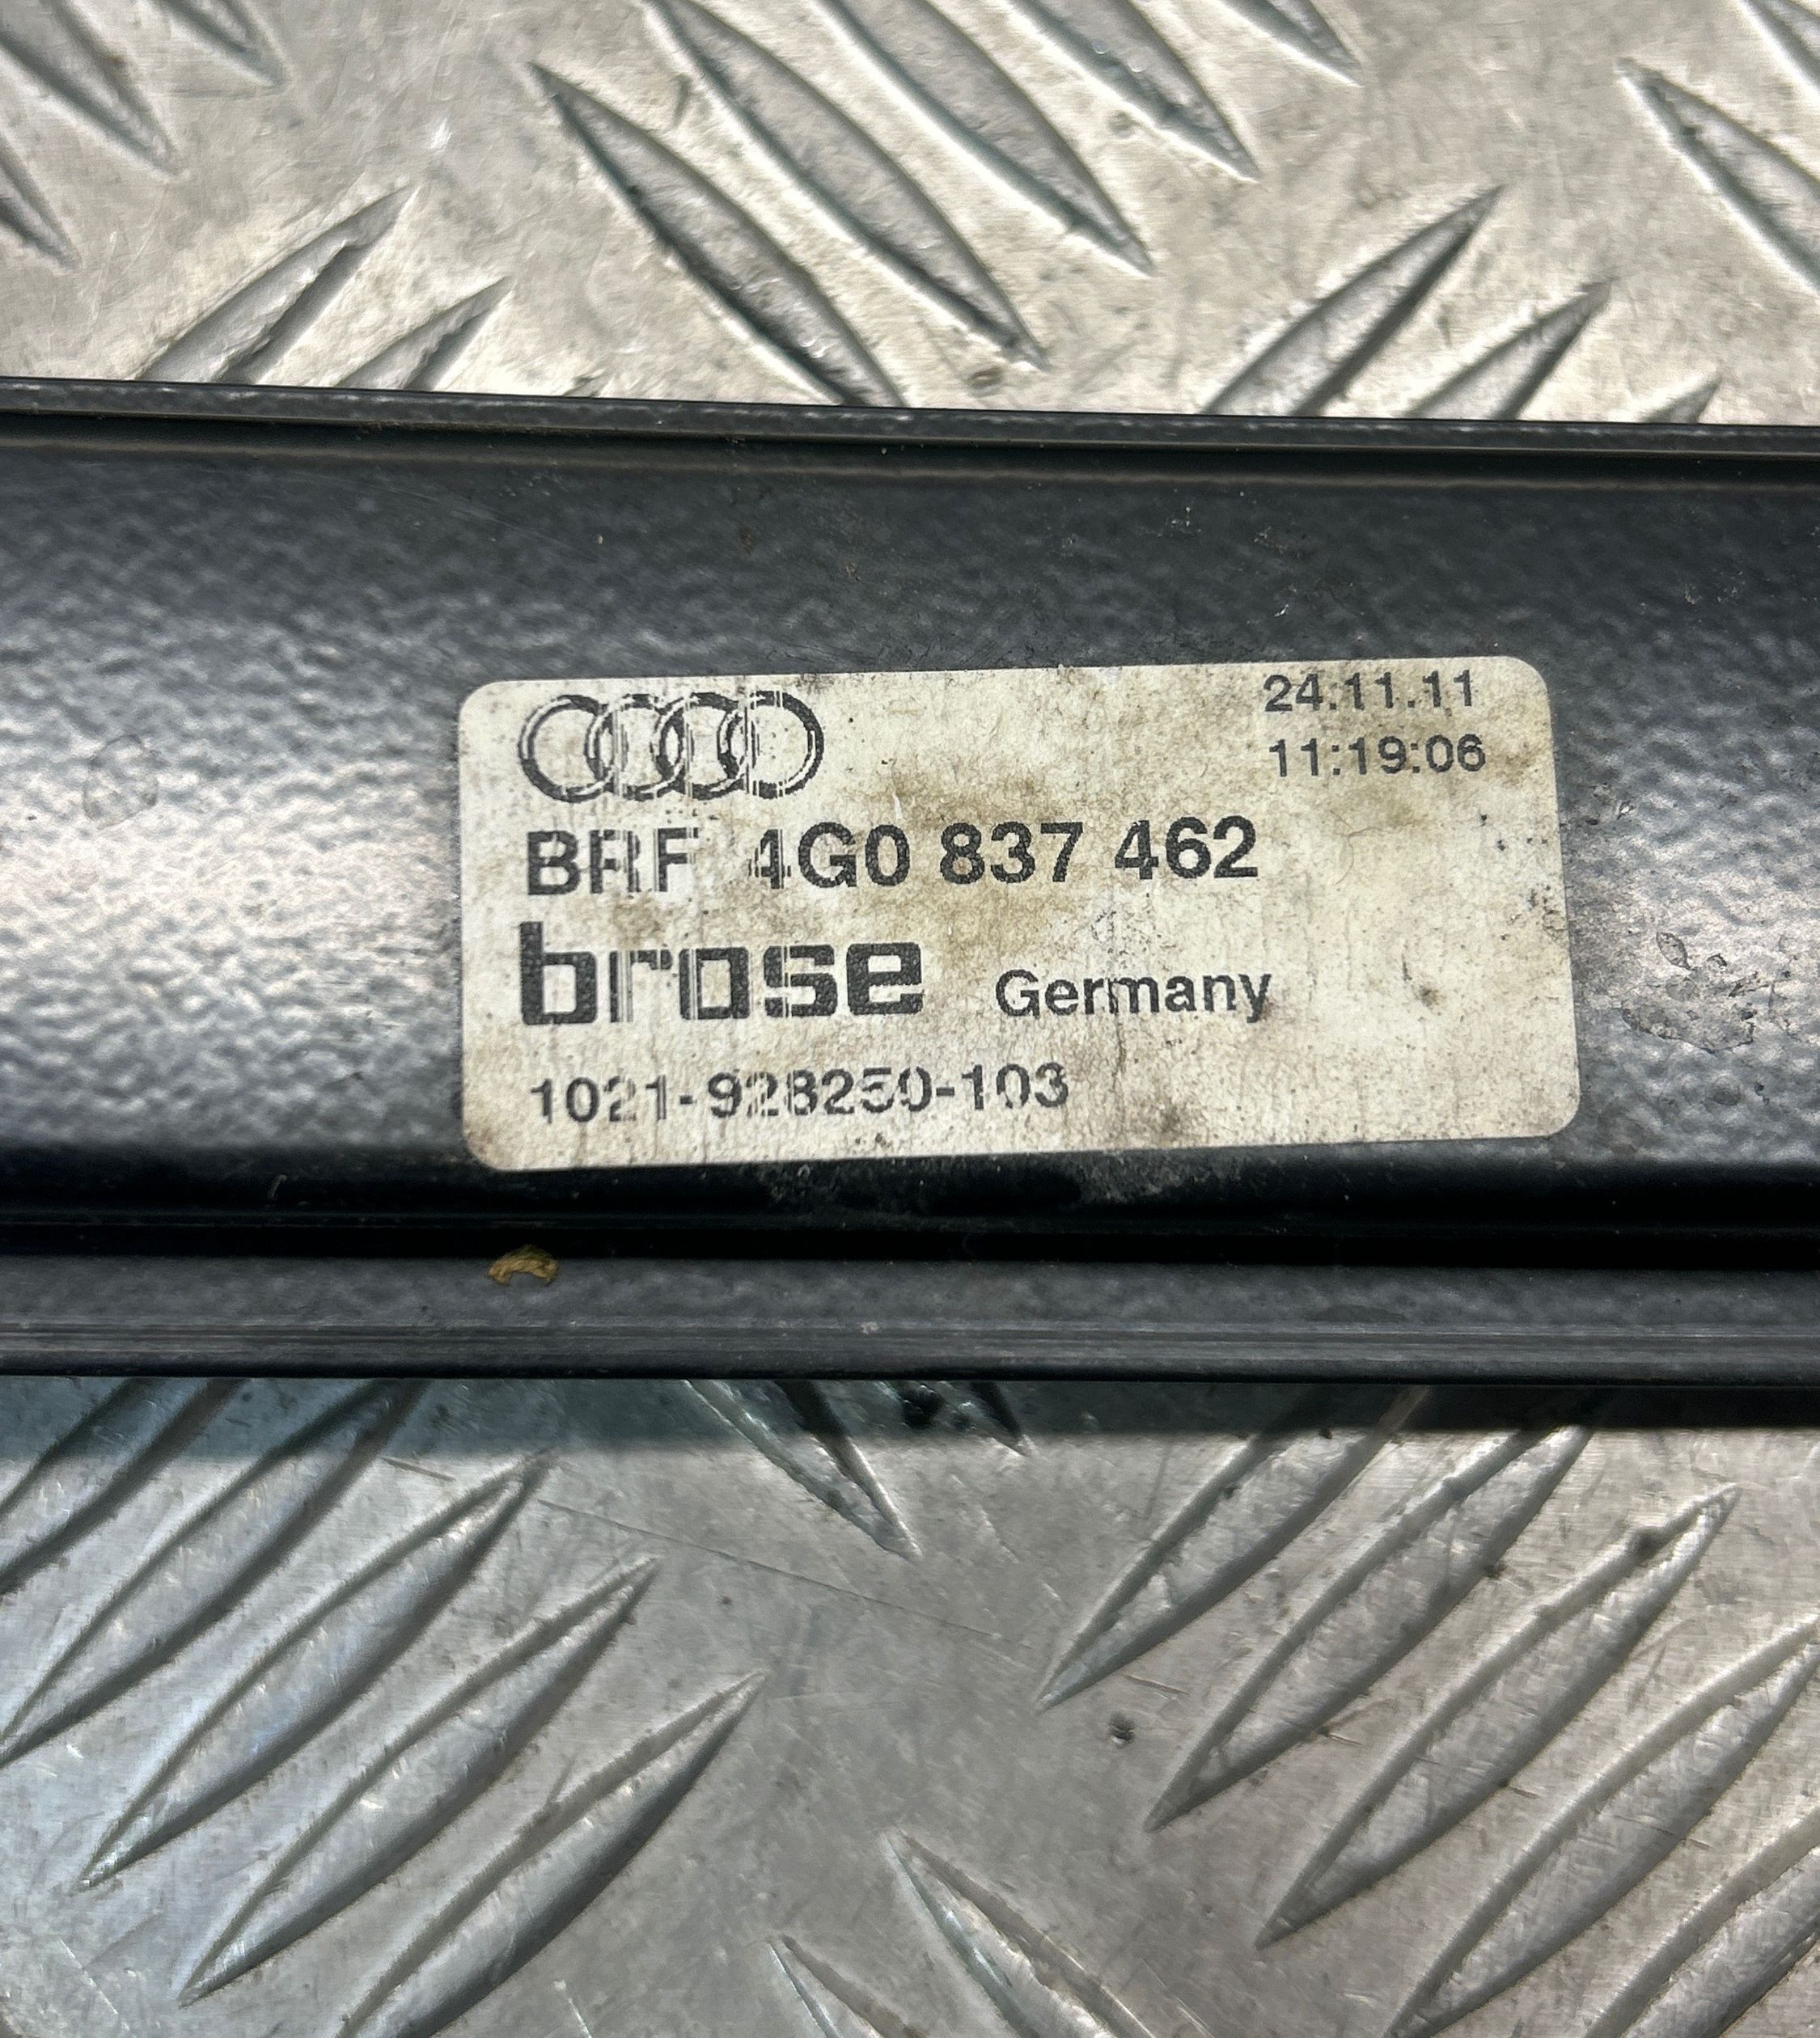 24.11.11
11:19:06
BRF 4G0 837 462
brose Germany
1021-928250-103